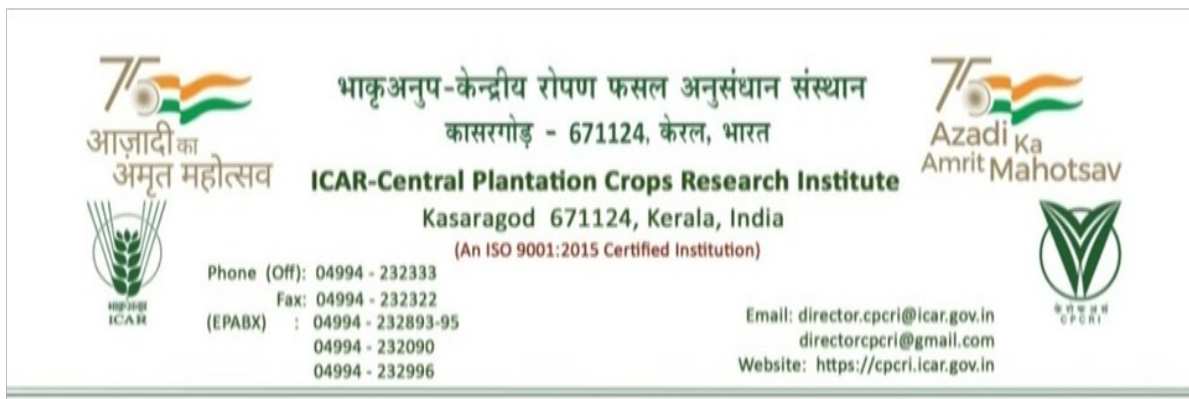 आज़ादी का
अमृत महोत्सव
भाकृअनुप-केन्द्रीय रोपण फसल अनुसंधान संस्थान
कासरगोड़ - 671124, केरल, भारत
ICAR-Central Plantation Crops Research Institute
Kasaragod 671124, Kerala, India
(An ISO 9001:2015 Certified Institution)
Azadi Ka
Amrit Mahotsav
भाकृअनुप
ICAR
Phone (Off): 04994 - 232333
Fax: 04994 - 232322
(EPABX) : 04994 - 232893-95
04994 - 232090
04994 - 232996
Email: director.cpcri@icar.gov.in
directorcpcri@gmail.com
Website: https://cpcri.icar.gov.in
CPCRI